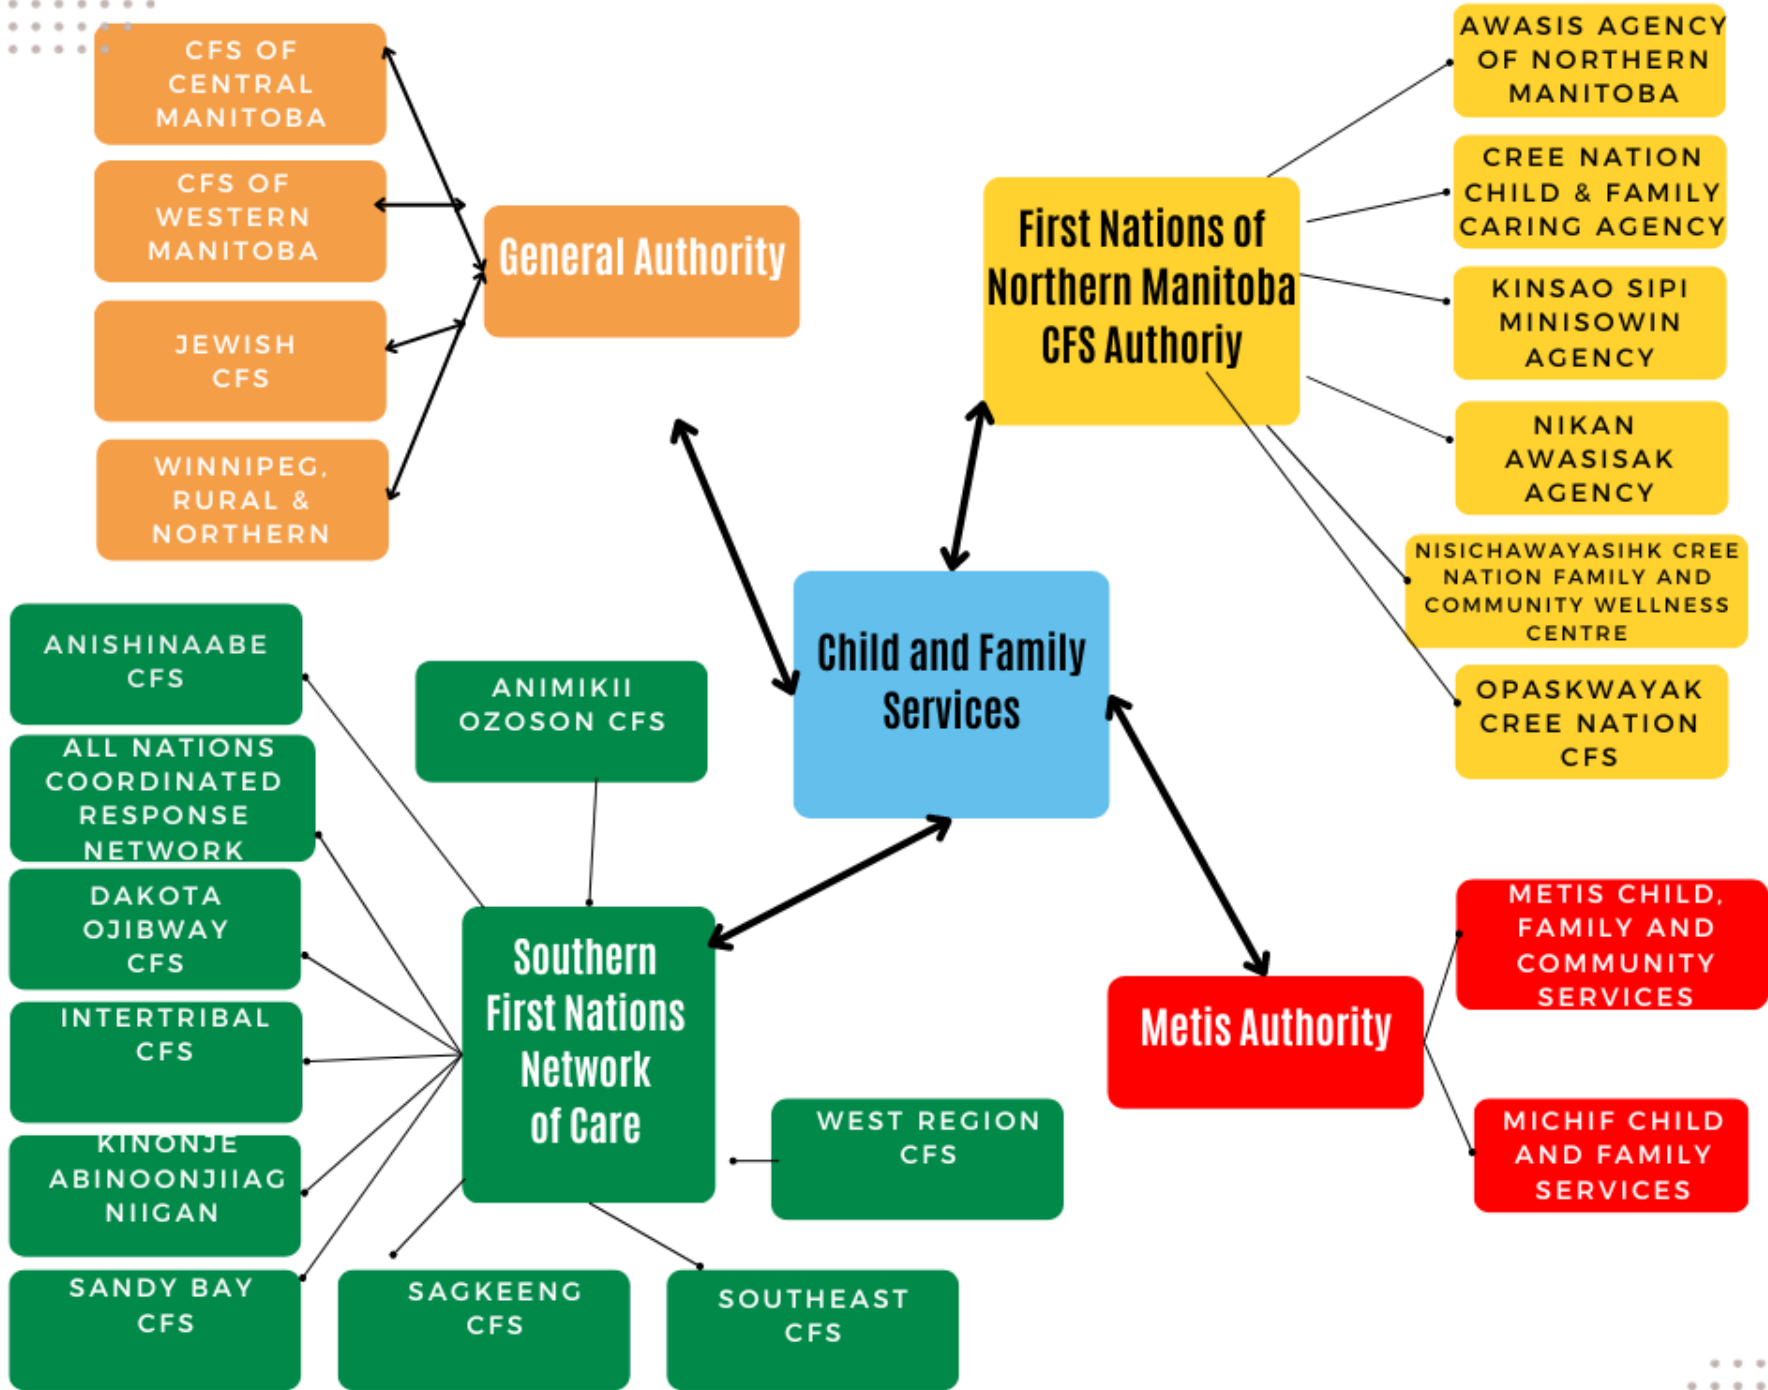 CFS OF
CENTRAL
MANITOBA
CFS OF
WESTERN
MANITOBA
JEWISH
CFS
WINNIPEG,
RURAL &
NORTHERN
General Authority
First Nations of
Northern Manitoba
CFS Authoriy
AWASIS AGENCY
OF NORTHERN
MANITOBA
CREE NATION
CHILD & FAMILY
CARING AGENCY
KINSAO SIPI
MINISOWIN
AGENCY
NIKAN
AWASISAK
AGENCY
NISICHAWAYASIHK CREE
NATION FAMILY AND
COMMUNITY WELLNESS
CENTRE
OPASKWAYAK
CREE NATION
CFS
Child and Family
Services
ANISHINAABE
CFS
ALL NATIONS
COORDINATED
RESPONSE
NETWORK
DAKOTA
OJIBWAY
CFS
INTERTRIBAL
CFS
KINONJE
ABINOONJIIAG
NIIGAN
SANDY BAY
CFS
ANIMIKII
OZOSON CFS
Southern
First Nations
Network
of Care
SAGKEENG
CFS
SOUTHEAST
CFS
WEST REGION
CFS
Metis Authority
METIS CHILD,
FAMILY AND
COMMUNITY
SERVICES
MICHIF CHILD
AND FAMILY
SERVICES